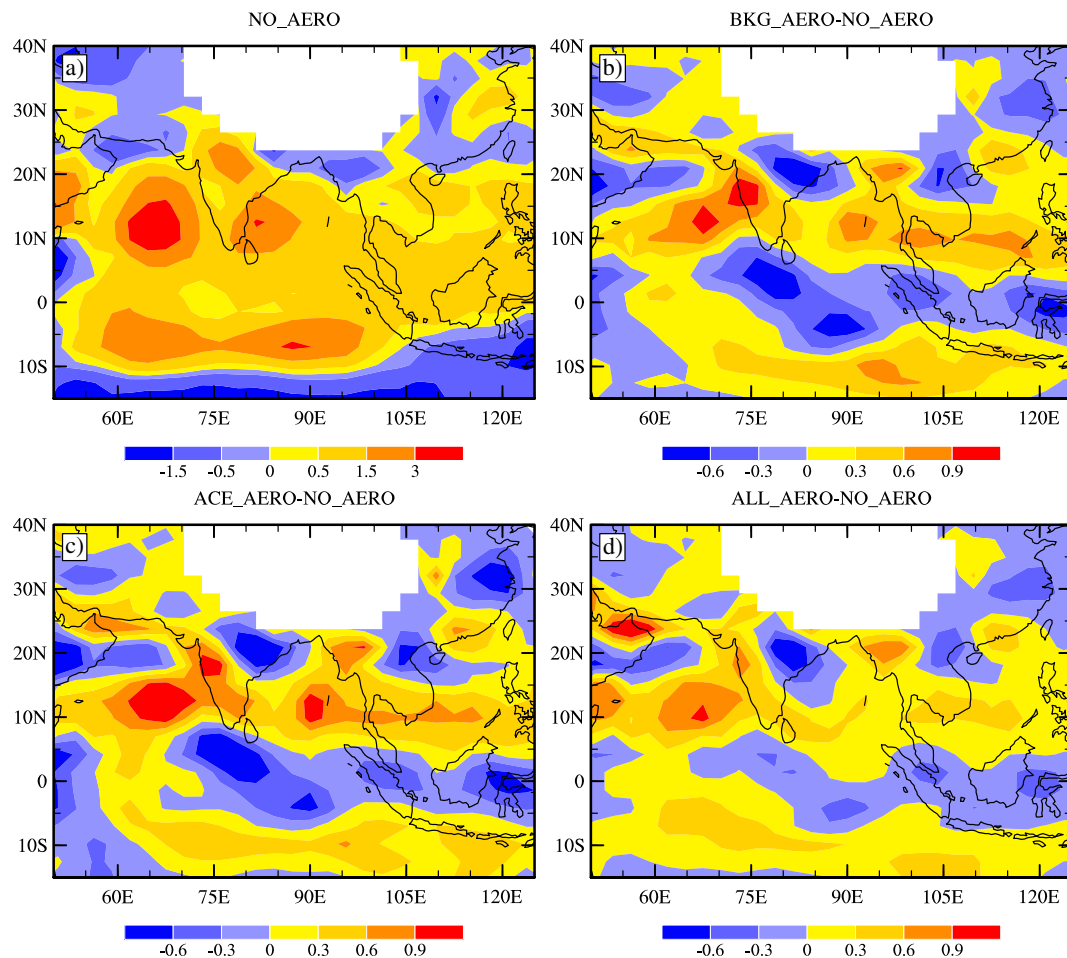 NO_AERO
BKG_AERO-NO_AERO
40N
30N
20N
10N
0
10S
a)
60E 75E 90E 105E 120E
-1.5 -0.5 0 0.5 1.5 3
40N
30N
20N
10N
0
10S
b)
60E 75E 90E 105E 120E
-0.6 -0.3 0 0.3 0.6 0.9
ACE_AERO-NO_AERO
ALL_AERO-NO_AERO
40N
30N
20N
10N
0
10S
c)
60E 75E 90E 105E 120E
-0.6 -0.3 0 0.3 0.6 0.9
40N
30N
20N
10N
0
10S
d)
60E 75E 90E 105E 120E
-0.6 -0.3 0 0.3 0.6 0.9